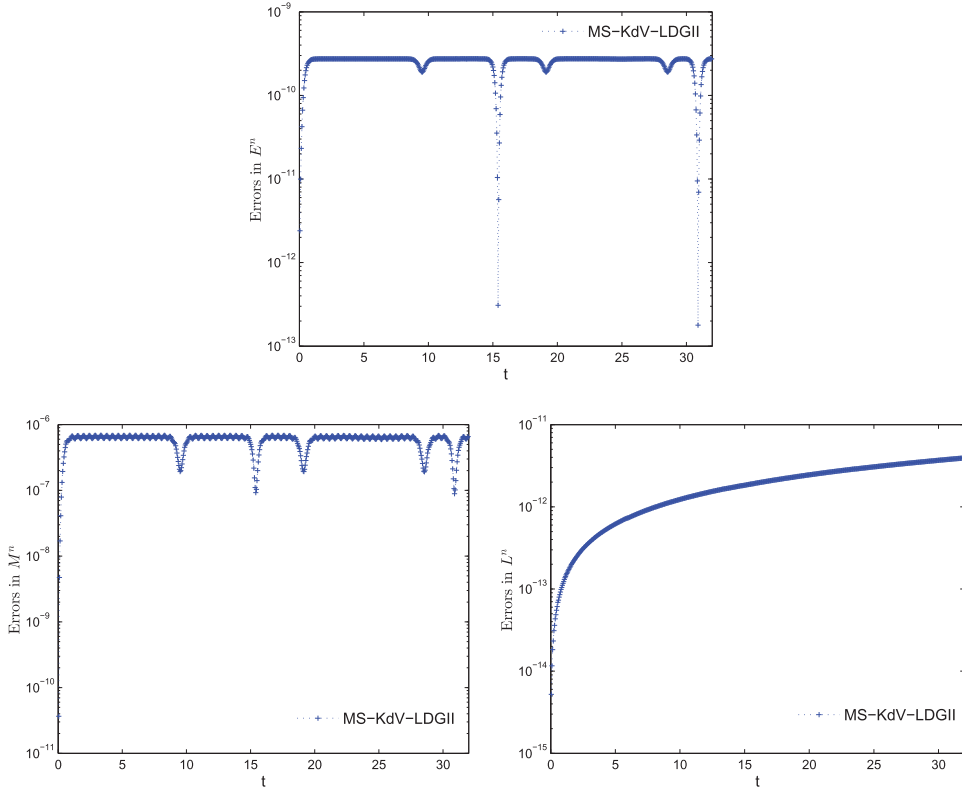 10^-9
10^-10
10^-11
10^-12
10^-13
Errors in E^n
MS-KdV-LDGII
0 5 10 15 20 25 30
t
10^-6
10^-7
10^-8
10^-9
10^-10
10^-11
Errors in M^n
MS-KdV-LDGII
0 5 10 15 20 25 30
t
10^-11
10^-12
10^-13
10^-14
10^-15
Errors in L^n
MS-KdV-LDGII
0 5 10 15 20 25 30
t